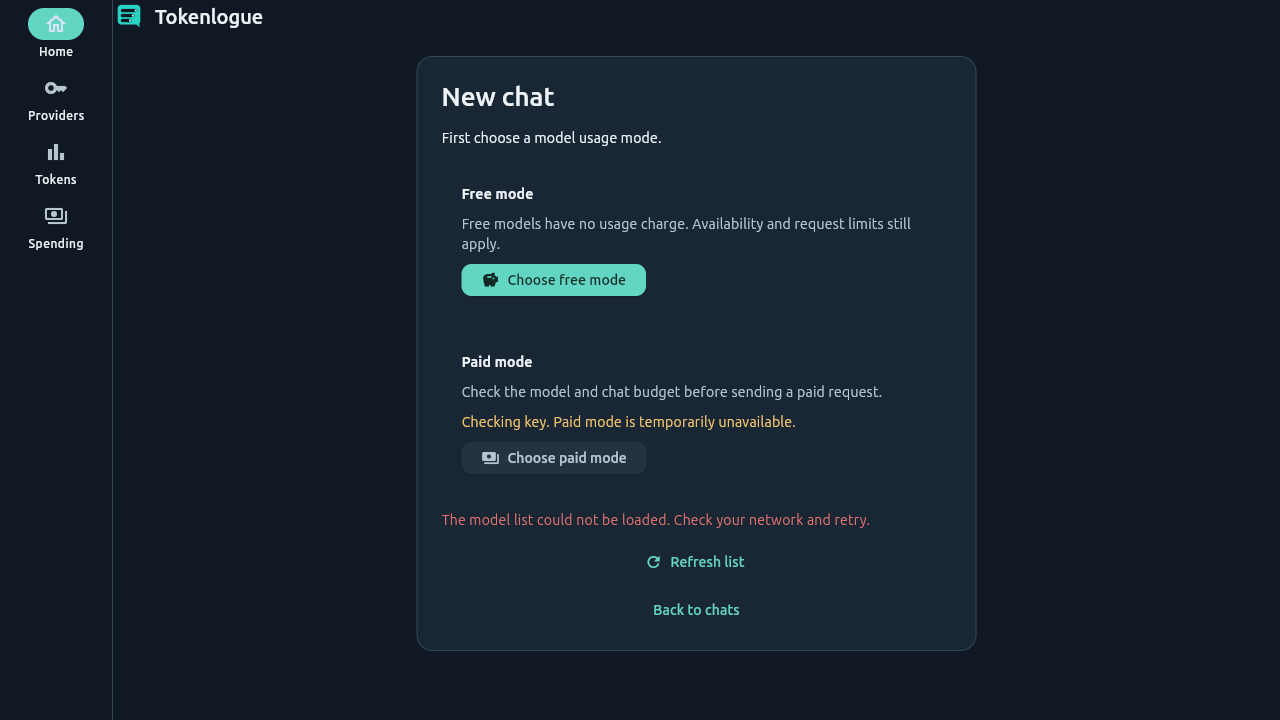 Tokenlogue
Home
Providers
Tokens
Spending
New chat
First choose a model usage mode.
Free mode
Free models have no usage charge. Availability and request limits still
apply.
Choose free mode
Paid mode
Check the model and chat budget before sending a paid request.
Checking key. Paid mode is temporarily unavailable.
Choose paid mode
The model list could not be loaded. Check your network and retry.
Refresh list
Back to chats